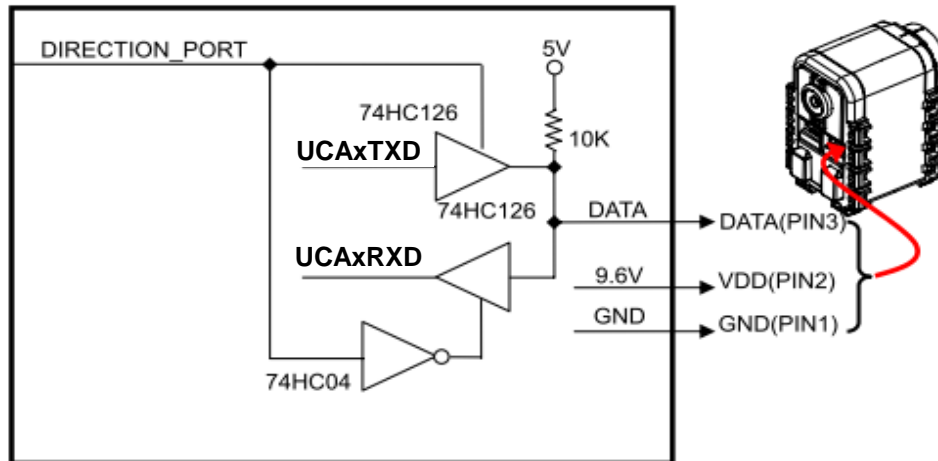 DIRECTION_PORT
5V
74HC126
10K
UCAxTXD
74HC126
DATA
DATA(PIN3)
UCAxRXD
9.6V
VDD(PIN2)
GND
GND(PIN1)
74HC04